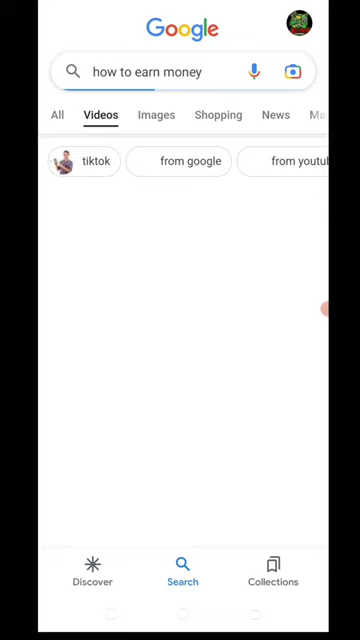 Google
how to earn money
All Videos Images Shopping News Ma
tiktok from google from youtub
Discover Search Collections